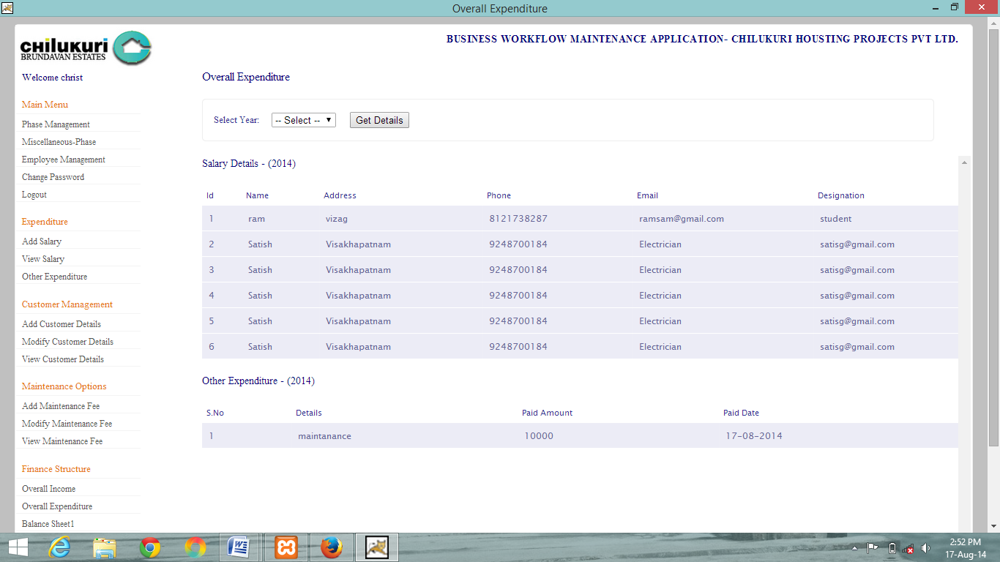 Overall Expenditure
chilukuri
BRUNDAVAN ESTATES
BUSINESS WORKFLOW MAINTENANCE APPLICATION- CHILUKURI HOUSTING PROJECTS PVT LTD.
Welcome christ
Main Menu
Phase Management
Miscellaneous-Phase
Employee Management
Change Password
Logout
Expenditure
Add Salary
View Salary
Other Expenditure
Customer Management
Add Customer Details
Modify Customer Details
View Customer Details
Maintenance Options
Add Maintenance Fee
Modify Maintenance Fee
View Maintenance Fee
Finance Structure
Overall Income
Overall Expenditure
Balance Sheet1
Overall Expenditure
Select Year: -- Select -- Get Details
Salary Details - (2014)
Id Name Address Phone Email Designation
1 ram vizag 8121738287 ramsam@gmail.com student
2 Satish Visakhapatnam 9248700184 Electrician satisg@gmail.com
3 Satish Visakhapatnam 9248700184 Electrician satisg@gmail.com
4 Satish Visakhapatnam 9248700184 Electrician satisg@gmail.com
5 Satish Visakhapatnam 9248700184 Electrician satisg@gmail.com
6 Satish Visakhapatnam 9248700184 Electrician satisg@gmail.com
Other Expenditure - (2014)
S.No Details Paid Amount Paid Date
1 maintanance 10000 17-08-2014
2:52 PM
17-Aug-14